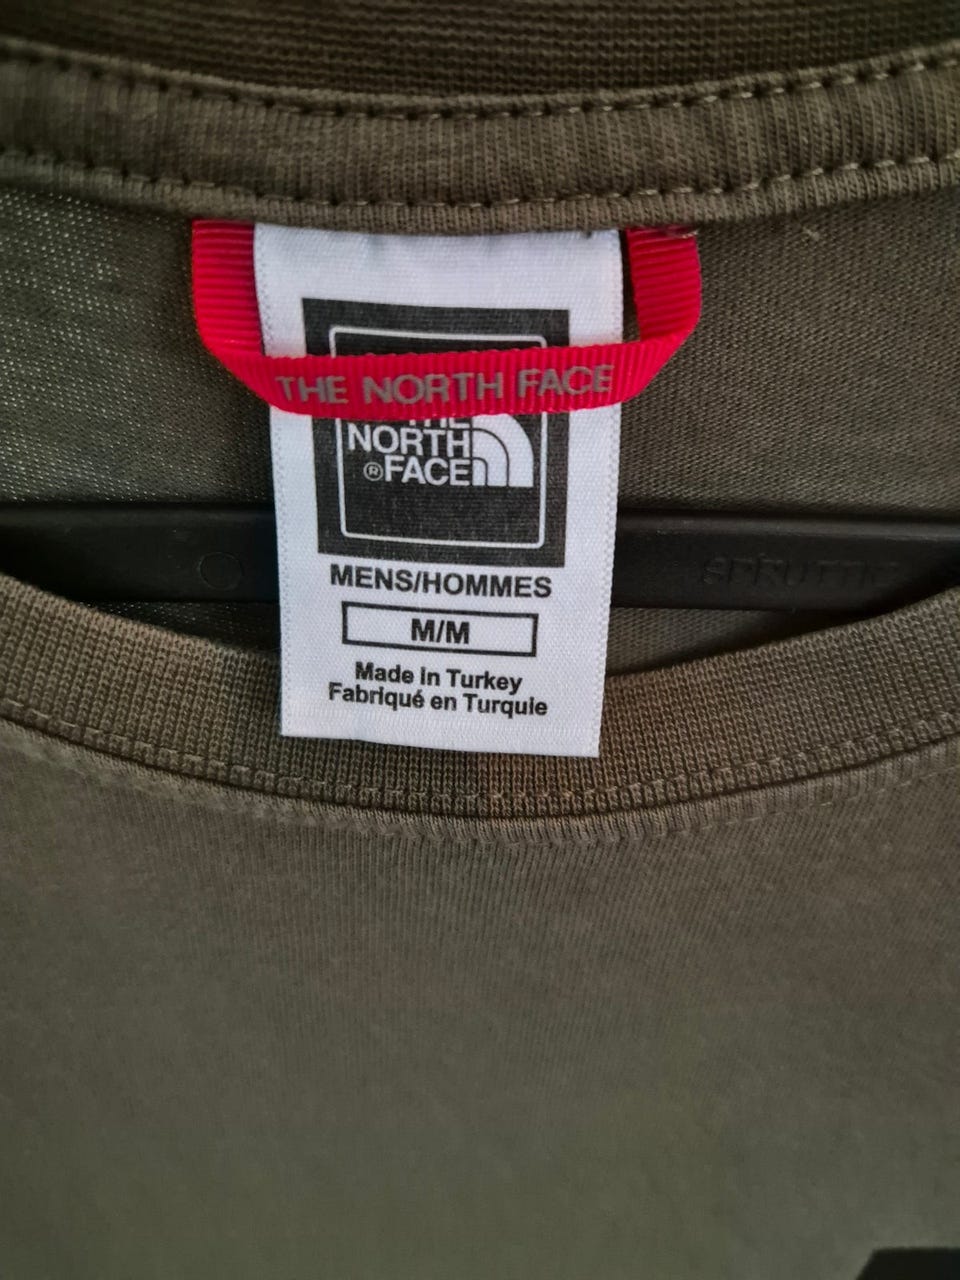 THE NORTH FACE
THE
NORTH
®FACE
MENS/HOMMES
M/M
Made in Turkey
Fabriqué en Turquie